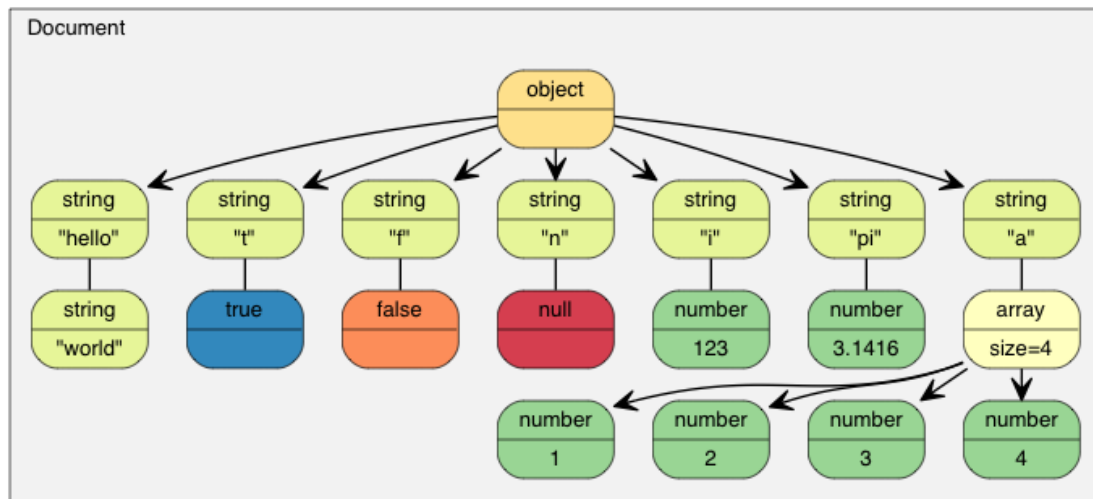 Document
object
string string string string string string string
"hello" "t" "f" "n" "i" "pi" "a"
string true false null number number array
"world" 123 3.1416 size=4
number number number number
1 2 3 4